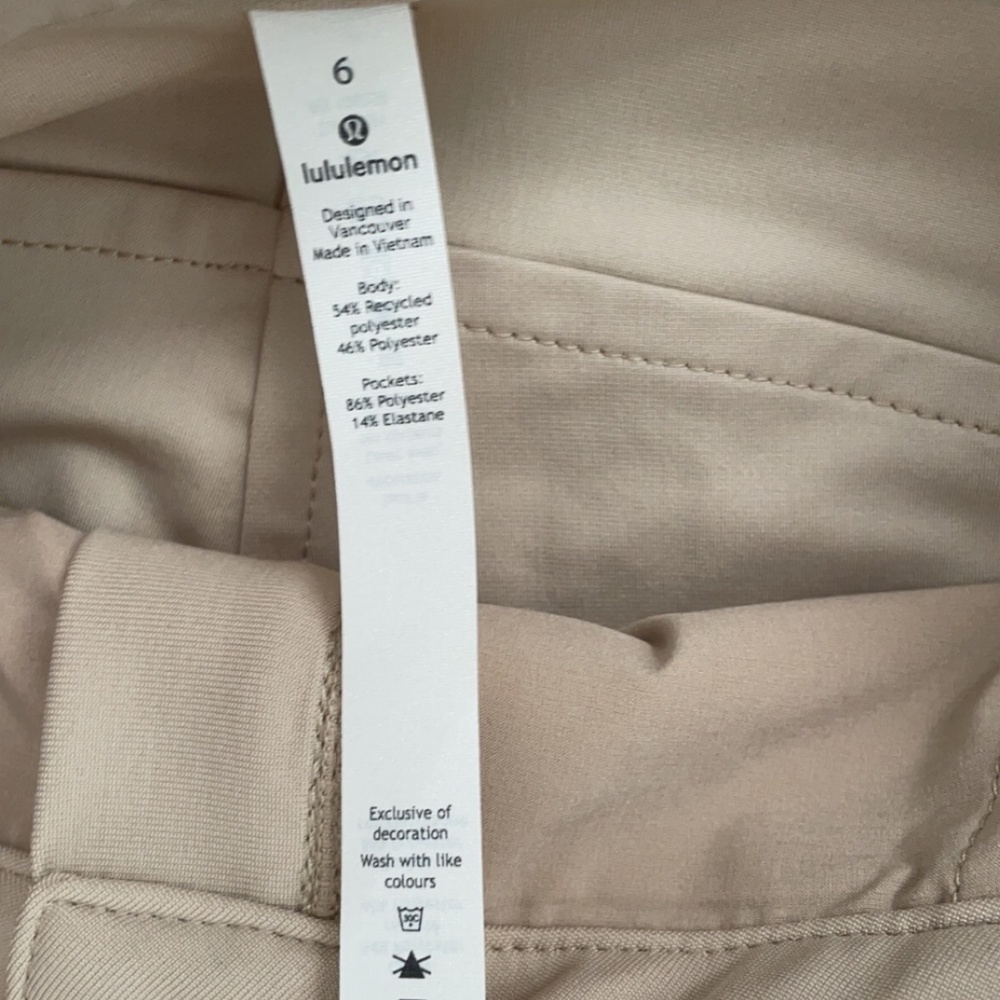 6
lululemon
Designed in
Vancouver
Made in Vietnam
Body:
54% Recycled
polyester
46% Polyester
Pockets:
86% Polyester
14% Elastane
Exclusive of
decoration
Wash with like
colours
30C